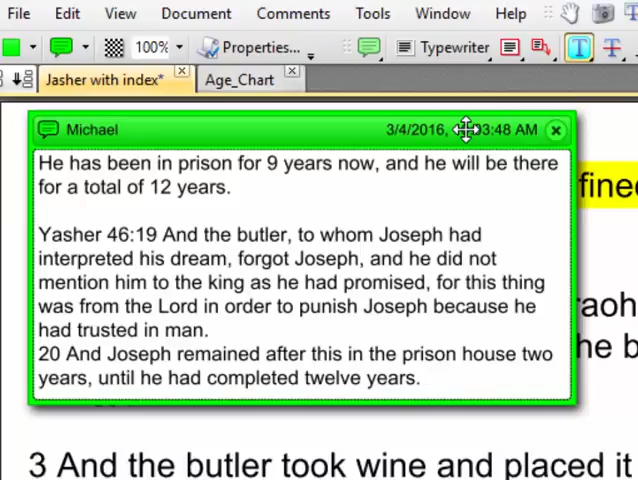 File Edit View Document Comments Tools Window Help
100% Properties... Typewriter T T
Jasher with index* Age_Chart
Michael 3/4/2016, 03:48 AM
He has been in prison for 9 years now, and he will be there
for a total of 12 years.
Yasher 46:19 And the butler, to whom Joseph had
interpreted his dream, forgot Joseph, and he did not
mention him to the king as he had promised, for this thing
was from the Lord in order to punish Joseph because he
had trusted in man.
20 And Joseph remained after this in the prison house two
years, until he had completed twelve years.
3 And the butler took wine and placed it